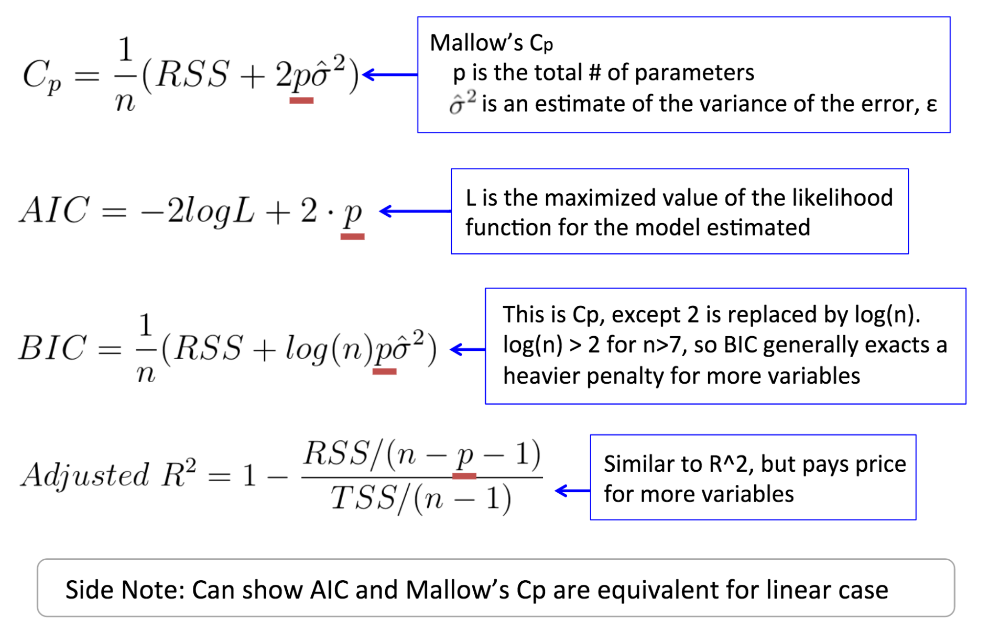 C_p = \frac{1}{n}(RSS + 2p\hat{\sigma}^2)
Mallow's Cp
p is the total # of parameters
\hat{\sigma}^2 is an estimate of the variance of the error, ε
AIC = −2logL + 2 · p
L is the maximized value of the likelihood
function for the model estimated
BIC = \frac{1}{n}(RSS + log(n)p\hat{\sigma}^2)
This is Cp, except 2 is replaced by log(n).
log(n) > 2 for n>7, so BIC generally exacts a
heavier penalty for more variables
Adjusted R^2 = 1 − \frac{RSS/(n − p − 1)}{TSS/(n − 1)}
Similar to R^2, but pays price
for more variables
Side Note: Can show AIC and Mallow's Cp are equivalent for linear case